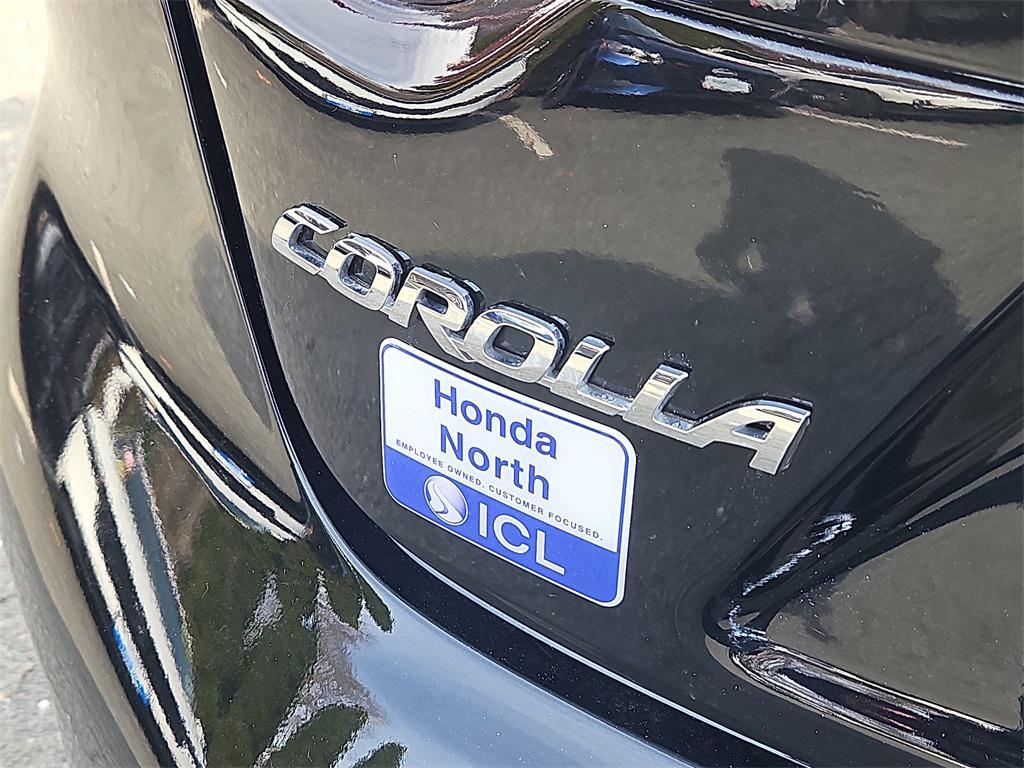 COROLLA
Honda
North
EMPLOYEE OWNED. CUSTOMER FOCUSED.
ICL